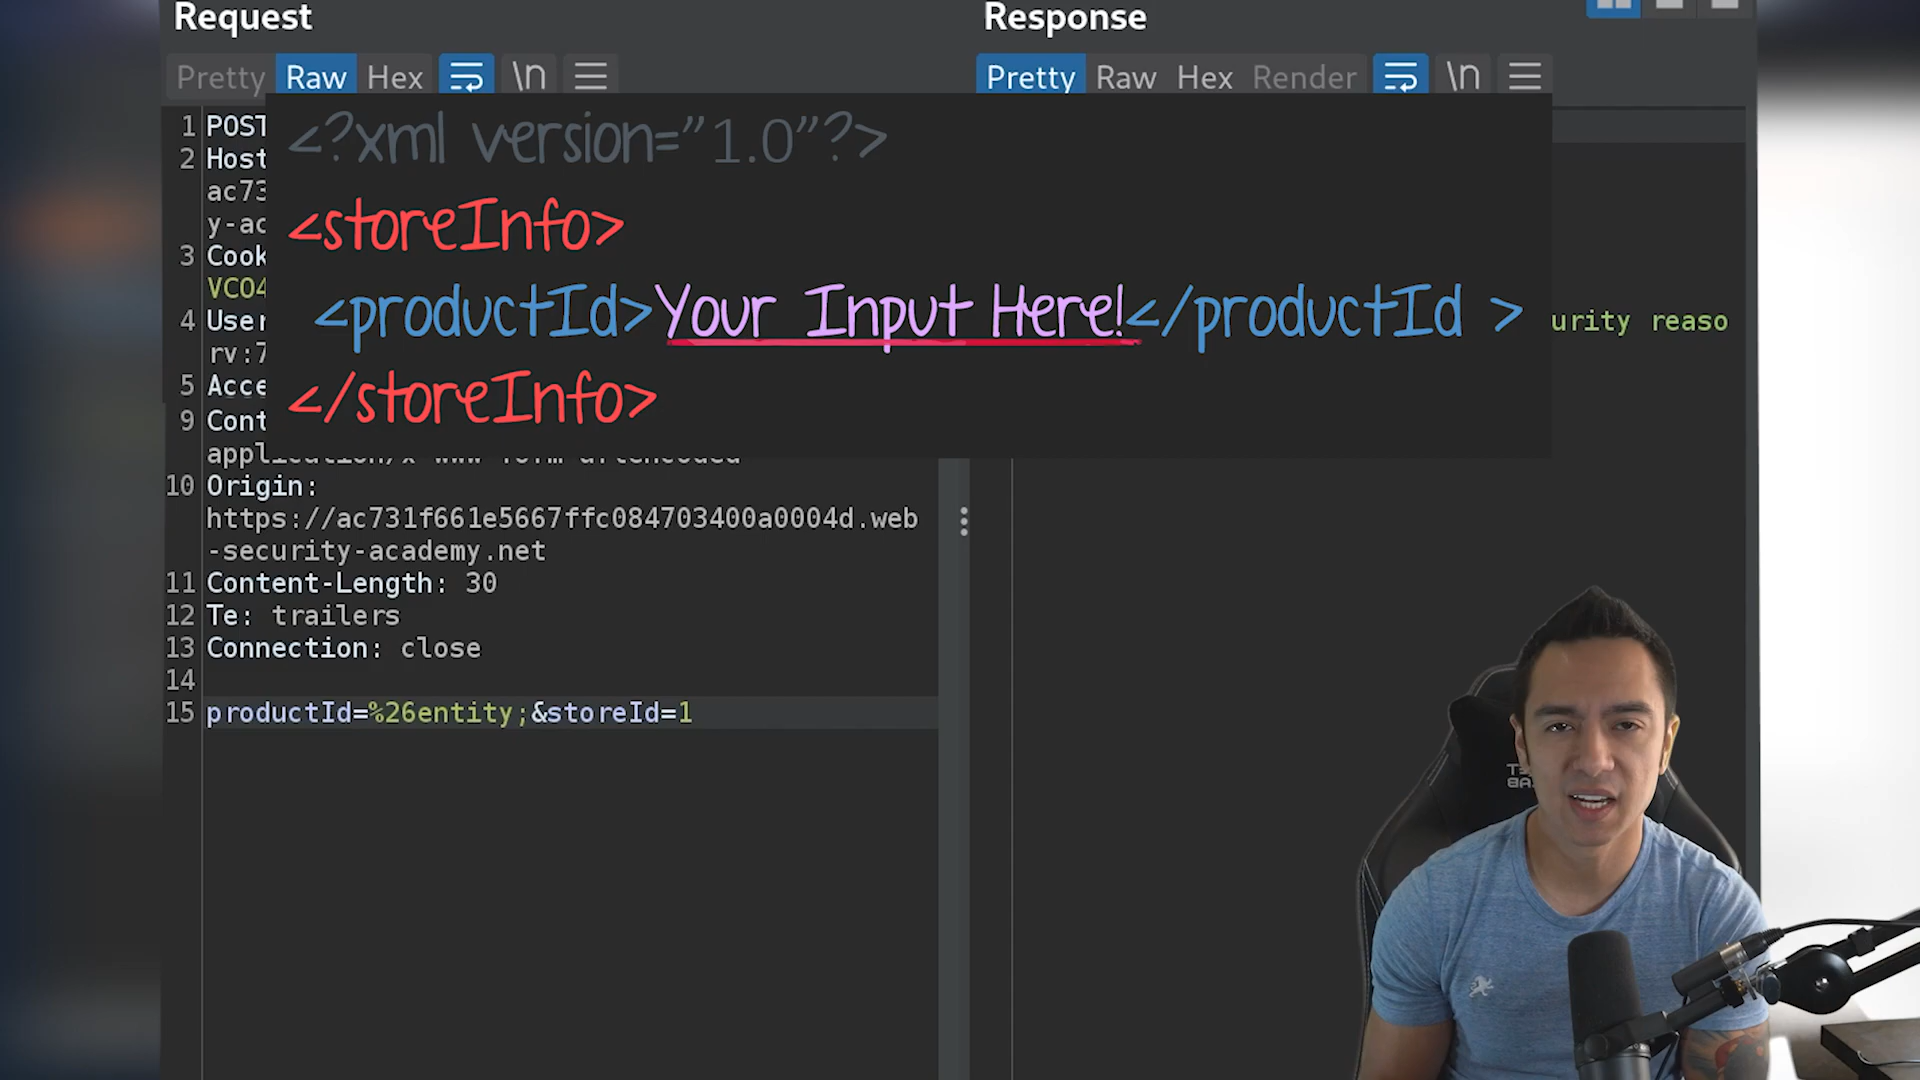 Request
Response
Pretty Raw Hex \n
Pretty Raw Hex Render \n
<?xml version="1.0"?>
<storeInfo>
<productId>Your Input Here!</productId >
</storeInfo>
1 POST
2 Host
ac73
y-ac
3 Cook
VCO4
4 User
rv:7
5 Acce
9 Cont
urity reaso
10 Origin:
https://ac731f661e5667ffc084703400a0004d.web
-security-academy.net
11 Content-Length: 30
12 Te: trailers
13 Connection: close
14
15 productId=%26entity;&storeId=1